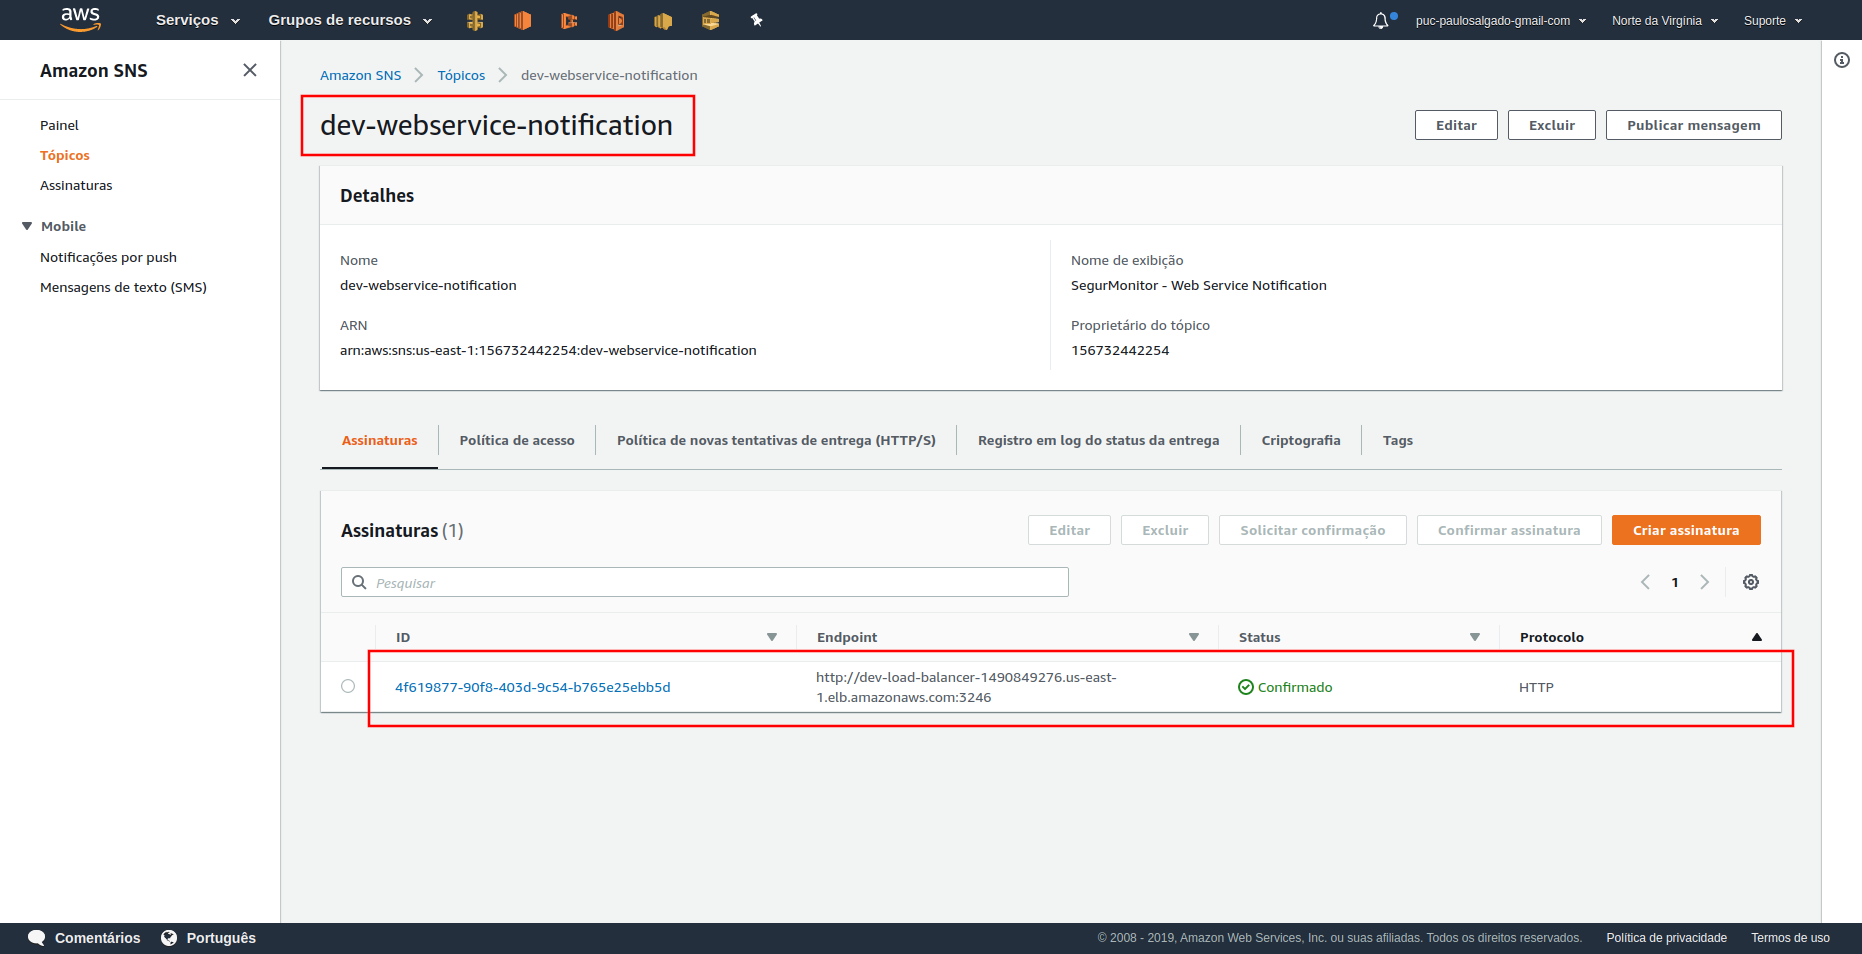 aws
Serviços
Grupos de recursos
puc-paulosalgado-gmail-com
Norte da Virgínia
Suporte
Amazon SNS
Painel
Tópicos
Assinaturas
Mobile
Notificações por push
Mensagens de texto (SMS)
Amazon SNS
Tópicos
dev-webservice-notification
dev-webservice-notification
Editar
Excluir
Publicar mensagem
Detalhes
Nome
dev-webservice-notification
ARN
arn:aws:sns:us-east-1:156732442254:dev-webservice-notification
Nome de exibição
SegurMonitor - Web Service Notification
Proprietário do tópico
156732442254
Assinaturas
Política de acesso
Política de novas tentativas de entrega (HTTP/S)
Registro em log do status da entrega
Criptografia
Tags
Assinaturas (1)
Editar
Excluir
Solicitar confirmação
Confirmar assinatura
Criar assinatura
Pesquisar
1
ID
Endpoint
Status
Protocolo
4f619877-90f8-403d-9c54-b765e25ebb5d
http://dev-load-balancer-1490849276.us-east-
1.elb.amazonaws.com:3246
Confirmado
HTTP
Comentários
Português
© 2008 - 2019, Amazon Web Services, Inc. ou suas afiliadas. Todos os direitos reservados.
Política de privacidade
Termos de uso